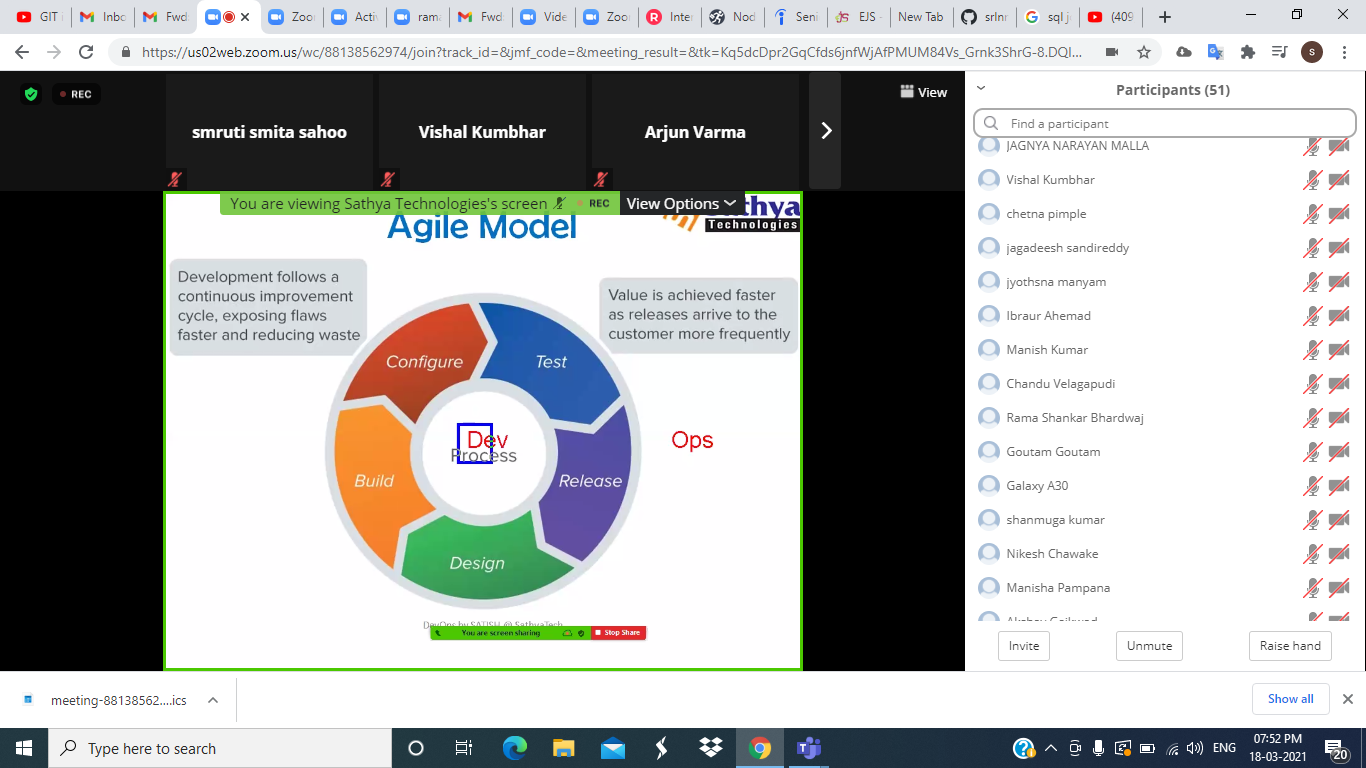 GIT i
Inbo
Fwd
Zoo
Activ
rama
Fwd
Vide
Zoo
Inter
Nod
Seni
EJS -
New Tab
srlnr
sql j
(409
https://us02web.zoom.us/wc/88138562974/join?track_id=&jmf_code=&meeting_result=&tk=Kq5dcDpr2GqCfds6jnfWjAfPMUM84Vs_Grnk3ShrG-8.DQI...
S
REC
smruti smita sahoo
Vishal Kumbhar
Arjun Varma
View
You are viewing Sathya Technologies's screen
REC
View Options
Agile Model
thya
Technologies
Development follows a
continuous improvement
cycle, exposing flaws
faster and reducing waste
Value is achieved faster
as releases arrive to the
customer more frequently
Configure
Test
Dev
Process
Ops
Build
Release
Design
DevOps by SATISH @ SathyaTech
You are screen sharing
Stop Share
Participants (51)
Find a participant
JAGNYA NARAYAN MALLA
Vishal Kumbhar
chetna pimple
jagadeesh sandireddy
jyothsna manyam
Ibraur Ahemad
Manish Kumar
Chandu Velagapudi
Rama Shankar Bhardwaj
Goutam Goutam
Galaxy A30
shanmuga kumar
Nikesh Chawake
Manisha Pampana
Invite
Unmute
Raise hand
meeting-88138562....ics
Show all
Type here to search
ENG
07:52 PM
18-03-2021
20